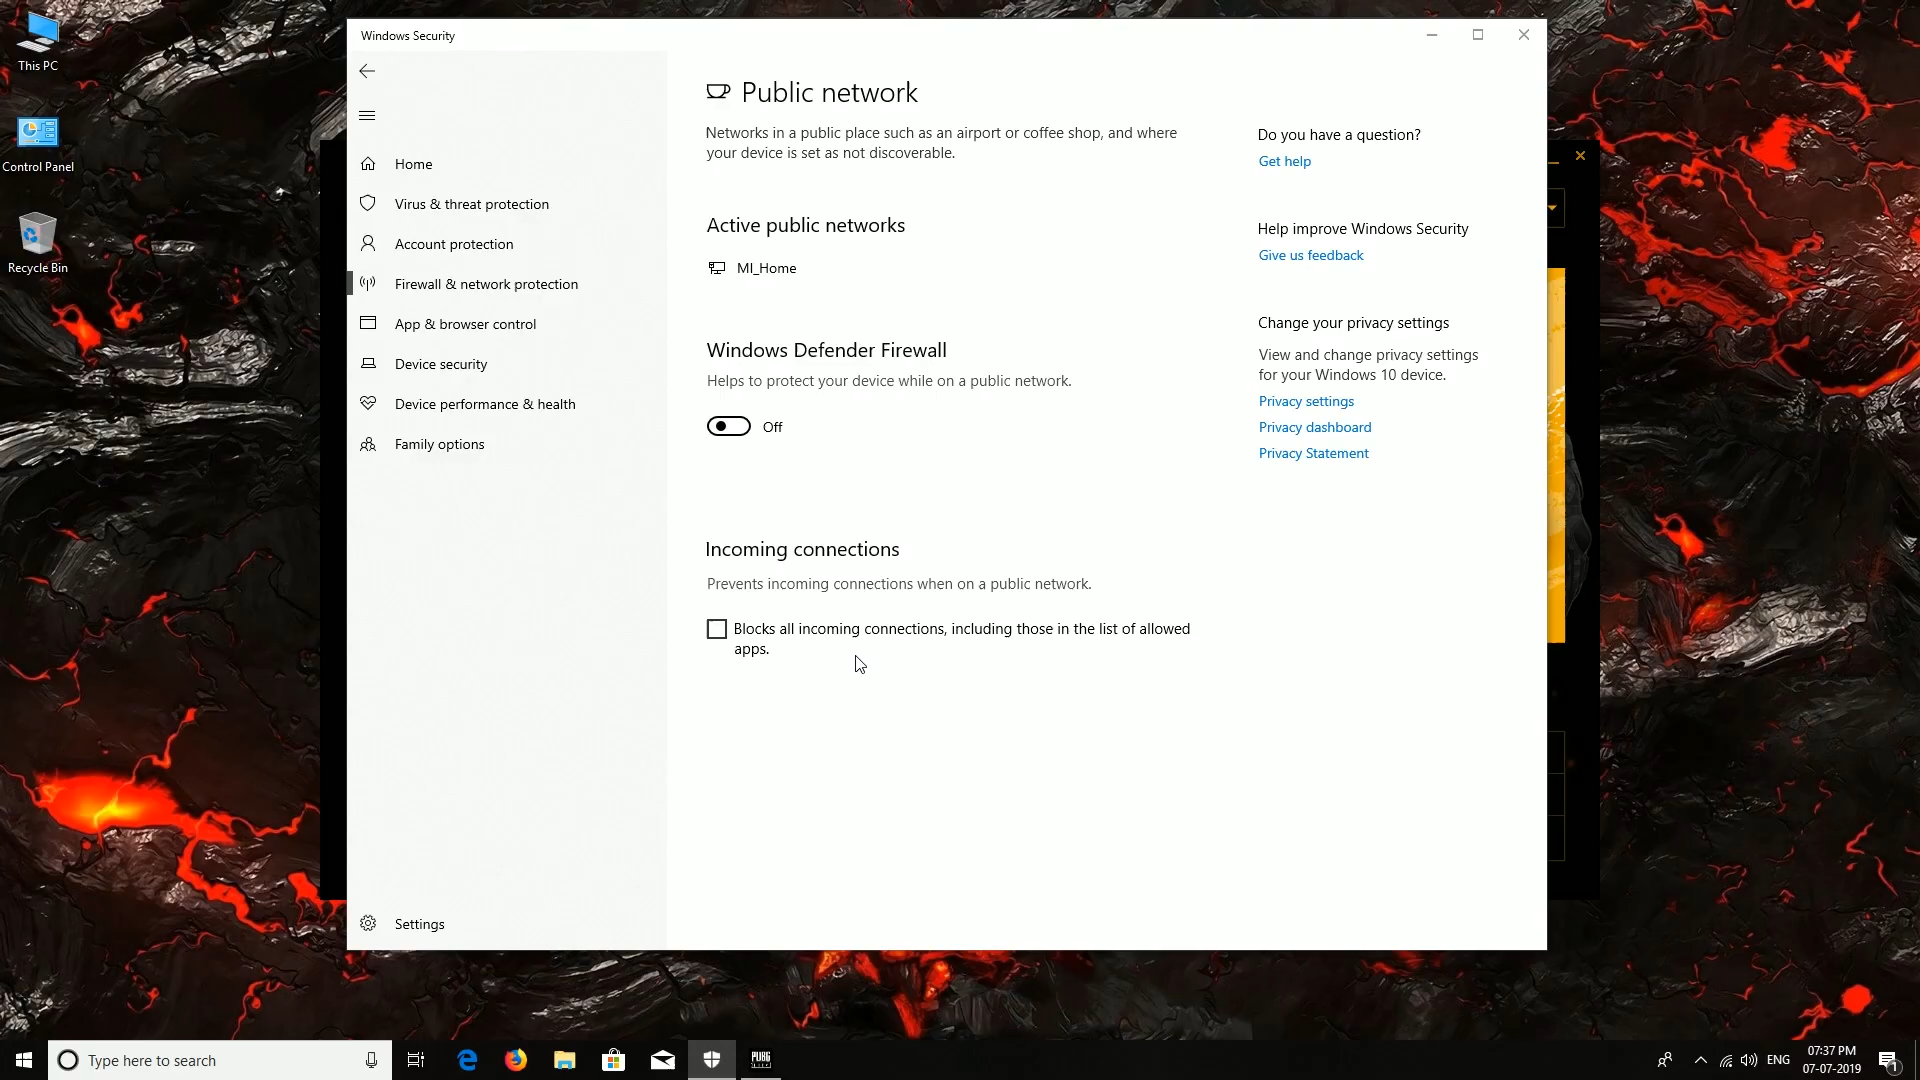 This PC
Control Panel
Recycle Bin
Windows Security
Home
Virus & threat protection
Account protection
Firewall & network protection
App & browser control
Device security
Device performance & health
Family options
Settings
Public network
Networks in a public place such as an airport or coffee shop, and where
your device is set as not discoverable.
Active public networks
MI_Home
Windows Defender Firewall
Helps to protect your device while on a public network.
Off
Incoming connections
Prevents incoming connections when on a public network.
Blocks all incoming connections, including those in the list of allowed
apps.
Do you have a question?
Get help
Help improve Windows Security
Give us feedback
Change your privacy settings
View and change privacy settings
for your Windows 10 device.
Privacy settings
Privacy dashboard
Privacy Statement
Type here to search
PUBG
ENG
07:37 PM
07-07-2019
1